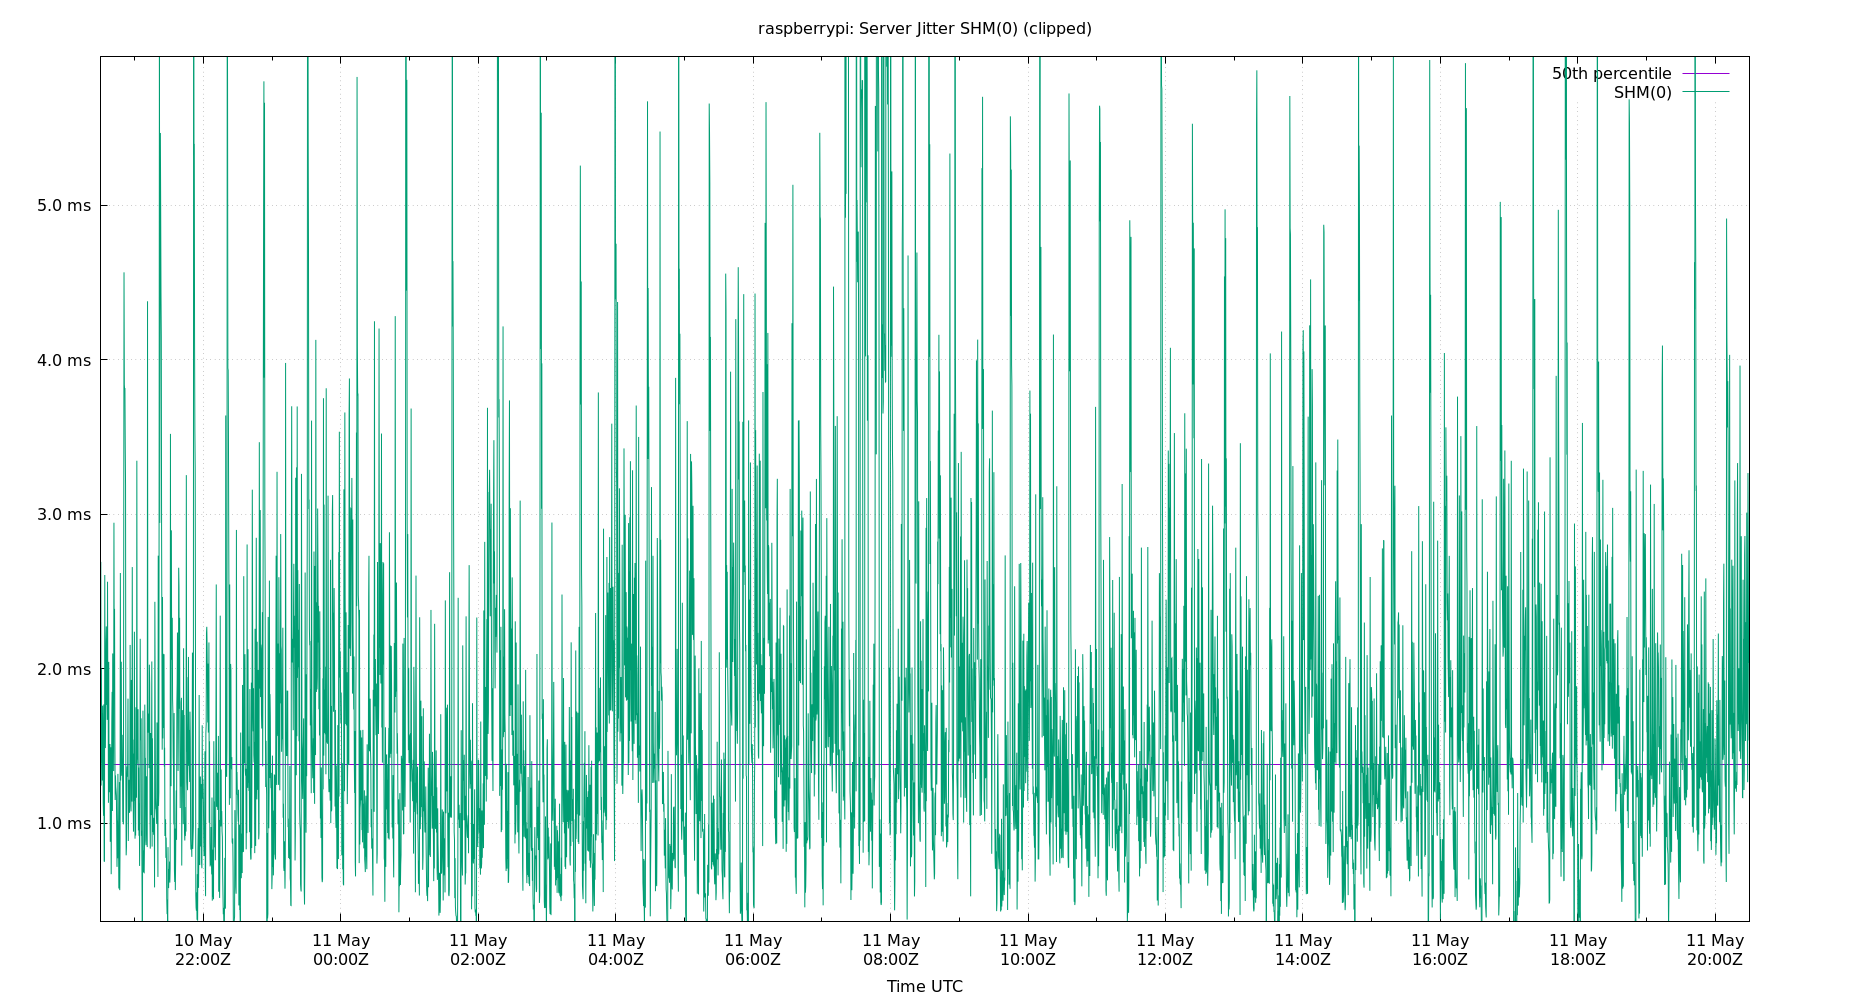 raspberrypi: Server Jitter SHM(0) (clipped)
50th percentile
SHM(0)
5.0 ms
4.0 ms
3.0 ms
2.0 ms
1.0 ms
10 May 11 May 11 May 11 May 11 May 11 May 11 May 11 May 11 May 11 May 11 May 11 May
22:00Z 00:00Z 02:00Z 04:00Z 06:00Z 08:00Z 10:00Z 12:00Z 14:00Z 16:00Z 18:00Z 20:00Z
Time UTC